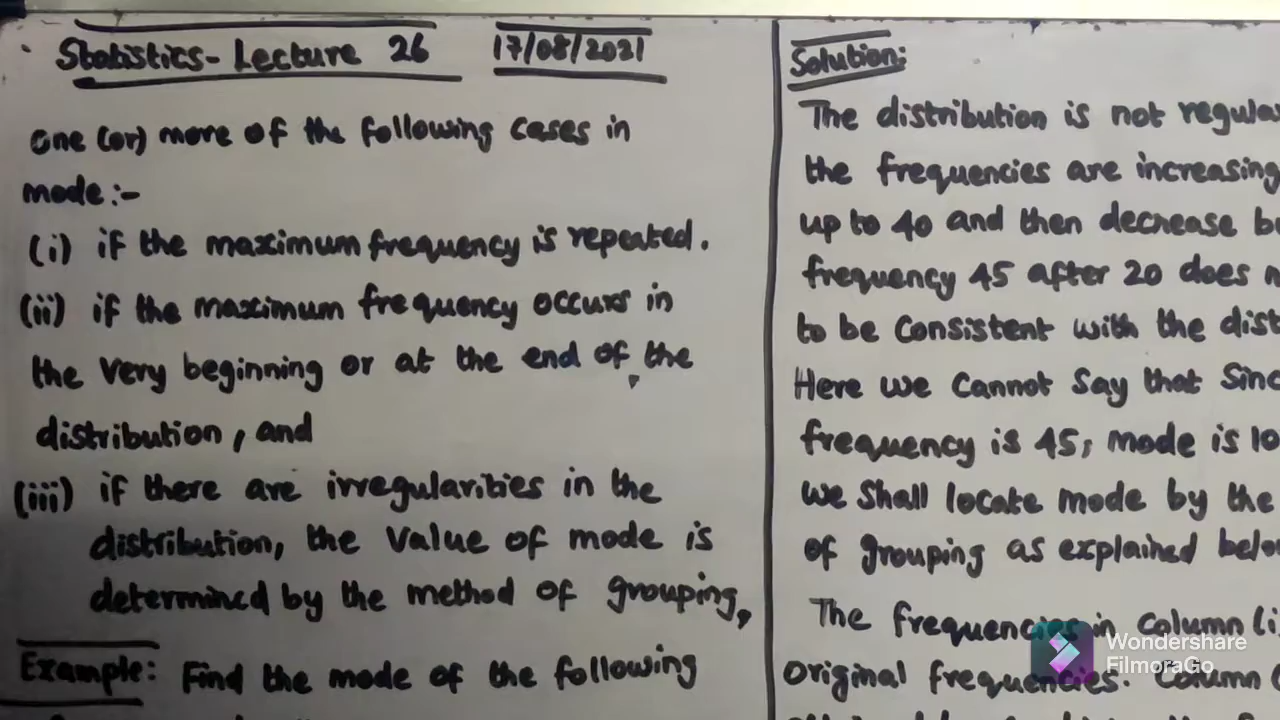 Statistics- Lecture 26 17/08/2021
one (or) more of the following cases in
mode:-
(i) if the maximum frequency is repeated.
(ii) if the maximum frequency occurs in
the very beginning or at the end of the
distribution, and
(iii) if there are irregularities in the
distribution, the value of mode is
determined by the method of grouping,
Example: Find the mode of the following
Solution:
The distribution is not regula
the frequencies are increasing
up to 40 and then decrease b
frequency 45 after 20 does
to be consistent with the dist
Here we cannot say that sinc
frequency is 45, mode is 10
we shall locate mode by the
of grouping as explained belo
The frequencies in column (i
original frequencies. Column (
Wondershare
FilmoraGo